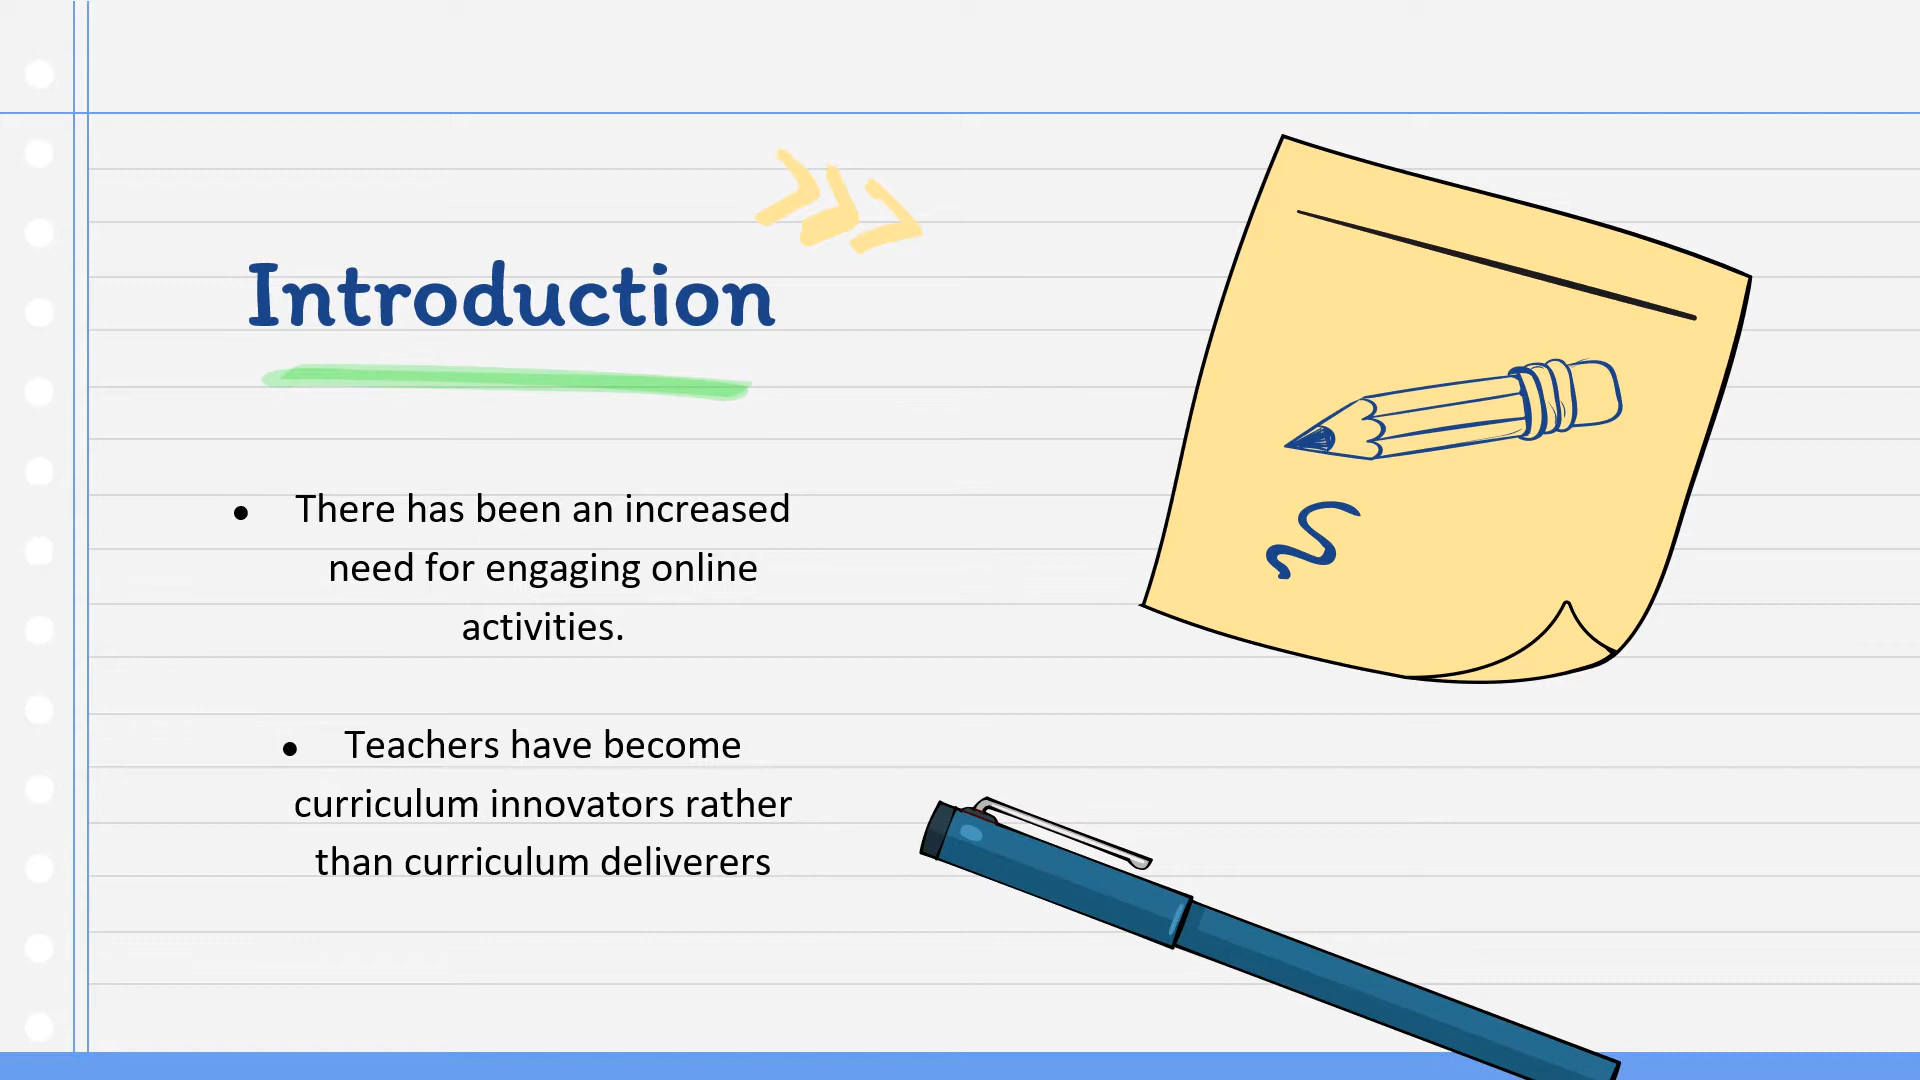 Introduction
• There has been an increased
need for engaging online
activities.
• Teachers have become
curriculum innovators rather
than curriculum deliverers